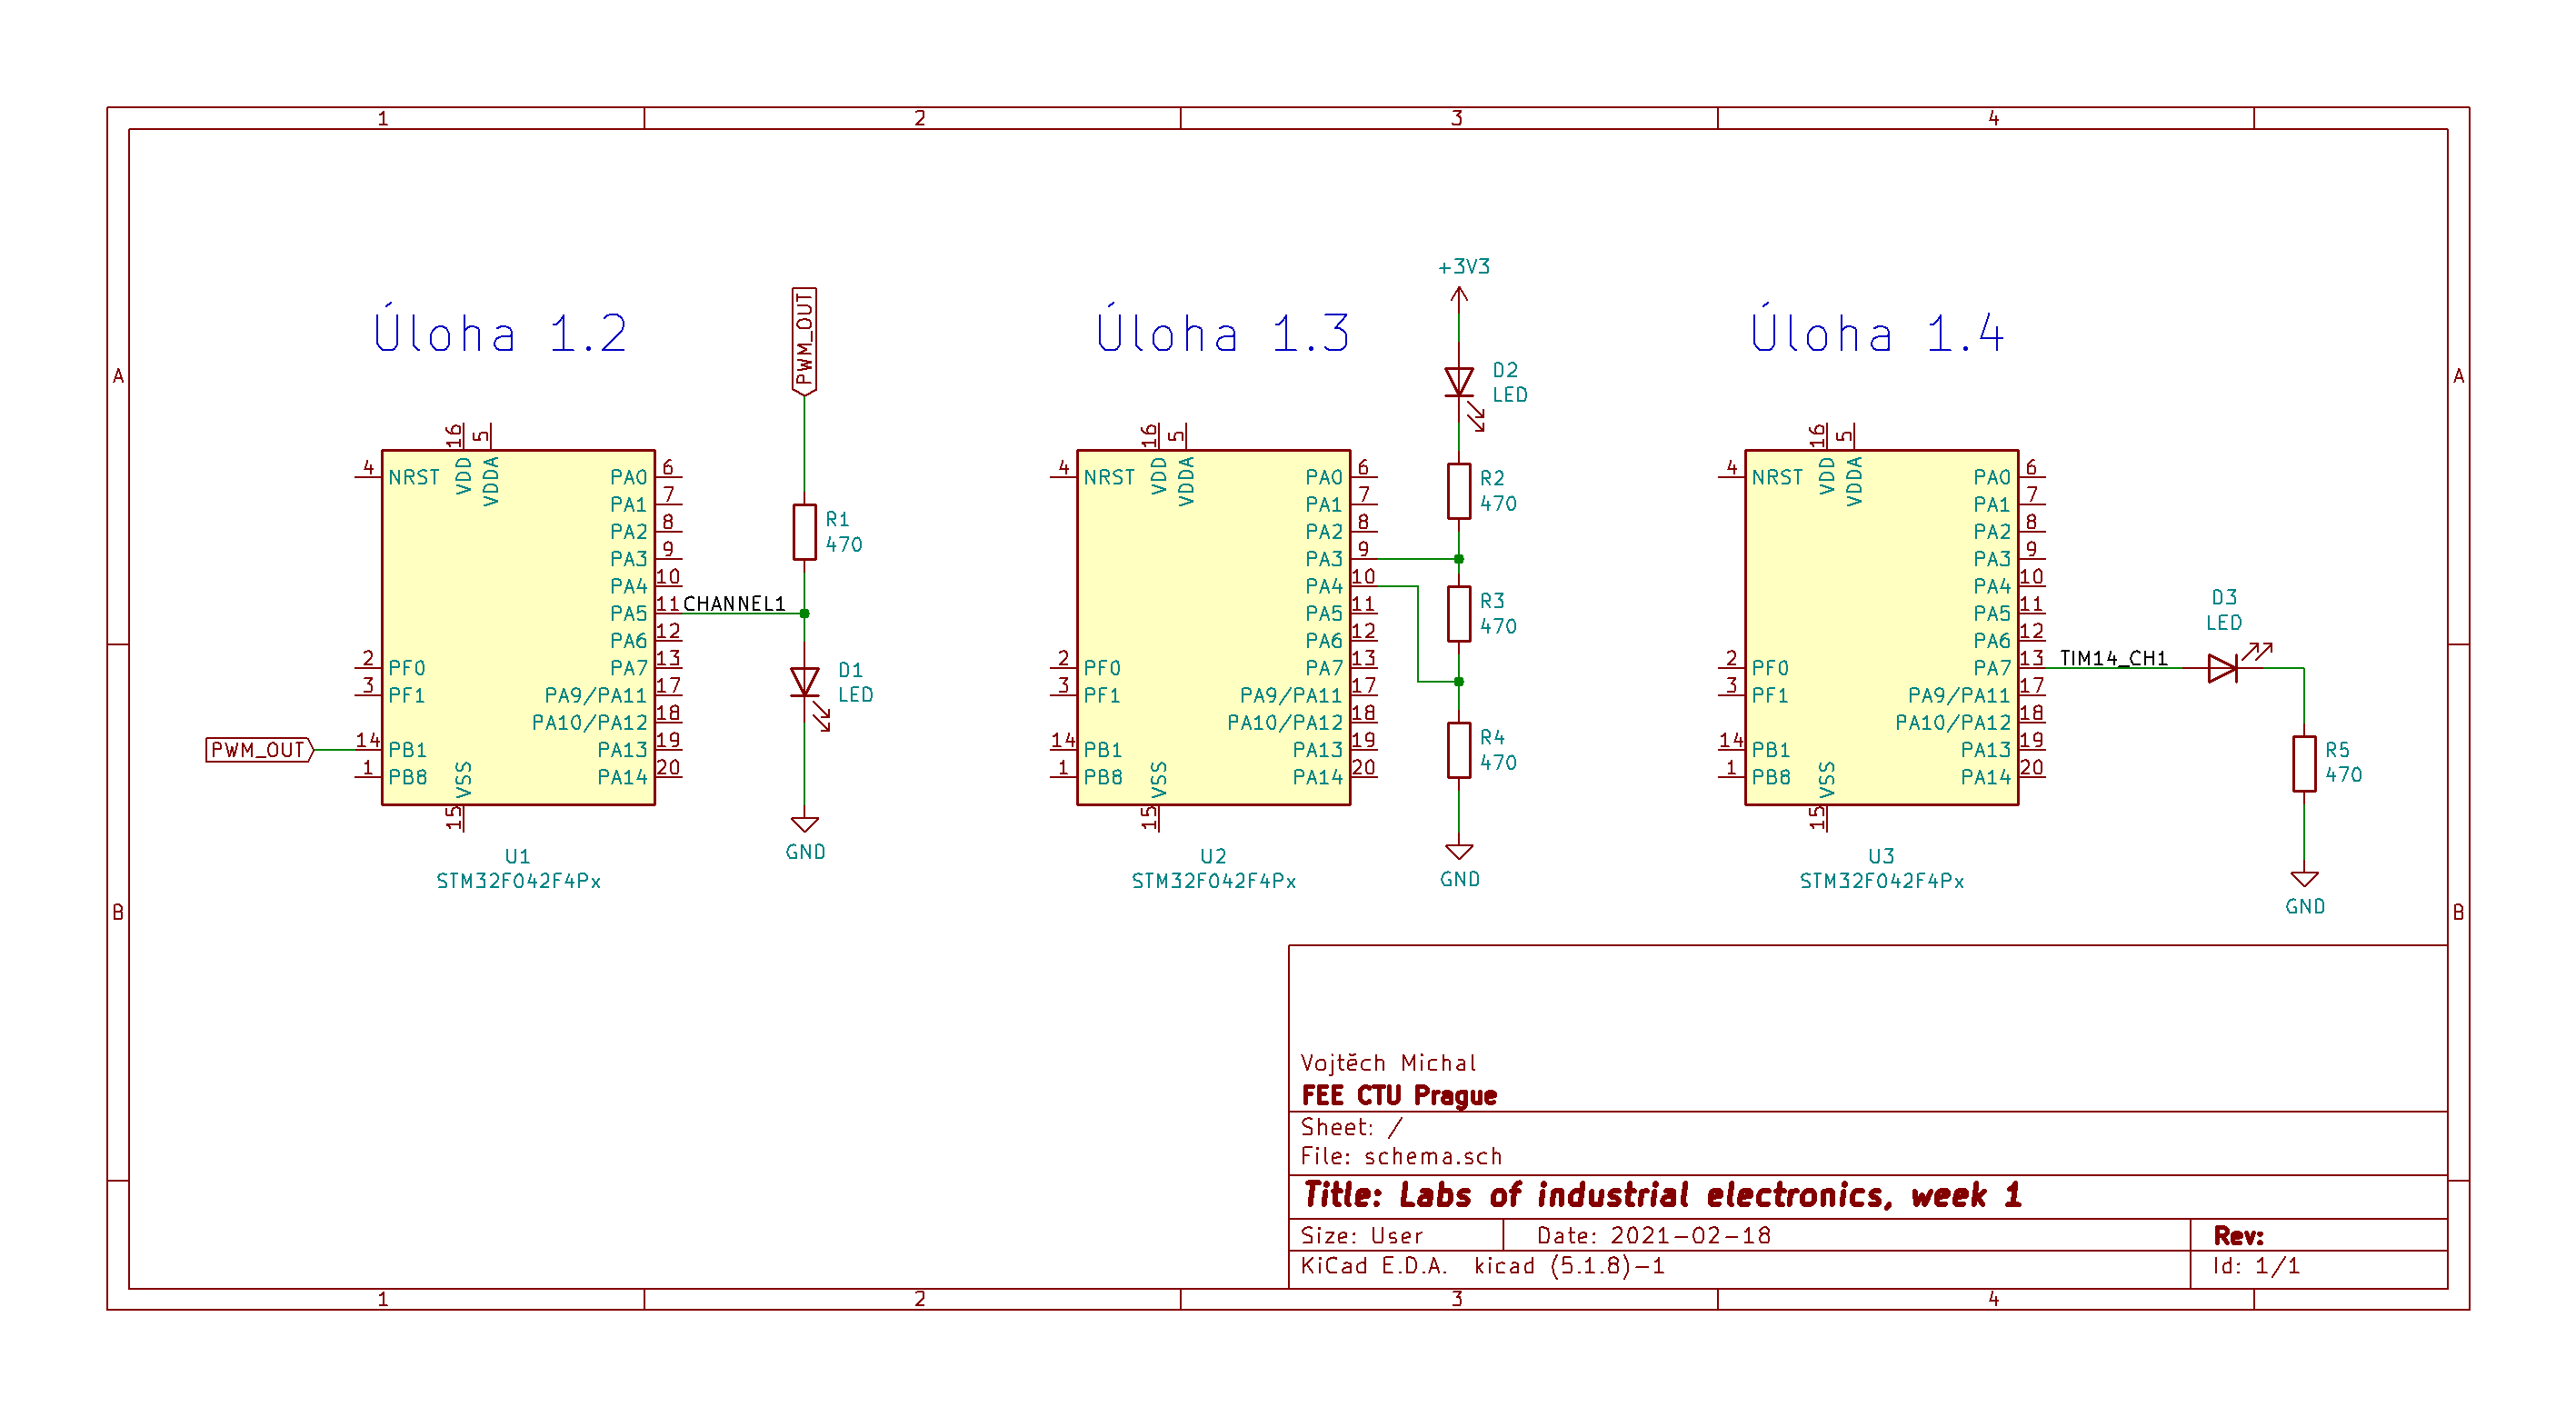 1 2 3 4
A A
B B
Úloha 1.2
PWM_OUT
16 5
VDD VDDA
4 NRST
PA0 6
PA1 7
PA2 8
PA3 9
PA4 10
PA5 11 CHANNEL1
PA6 12
2 PF0
PA7 13
3 PF1
PA9/PA11 17
PA10/PA12 18
PWM_OUT 14 PB1
PA13 19
1 PB8
PA14 20
VSS
15
U1
STM32F042F4Px
R1
470
D1
LED
GND
Úloha 1.3
+3V3
D2
LED
16 5
VDD VDDA
4 NRST
PA0 6
PA1 7
PA2 8
PA3 9
PA4 10
PA5 11
PA6 12
2 PF0
PA7 13
3 PF1
PA9/PA11 17
PA10/PA12 18
14 PB1
PA13 19
1 PB8
PA14 20
VSS
15
U2
STM32F042F4Px
R2
470
R3
470
R4
470
GND
Úloha 1.4
16 5
VDD VDDA
4 NRST
PA0 6
PA1 7
PA2 8
PA3 9
PA4 10
PA5 11
PA6 12
2 PF0
PA7 13 TIM14_CH1
3 PF1
PA9/PA11 17
PA10/PA12 18
14 PB1
PA13 19
1 PB8
PA14 20
VSS
15
U3
STM32F042F4Px
D3
LED
R5
470
GND
Vojtěch Michal
FEE CTU Prague
Sheet: /
File: schema.sch
Title: Labs of industrial electronics, week 1
Size: User Date: 2021-02-18 Rev:
KiCad E.D.A. kicad (5.1.8)-1 Id: 1/1
1 2 3 4